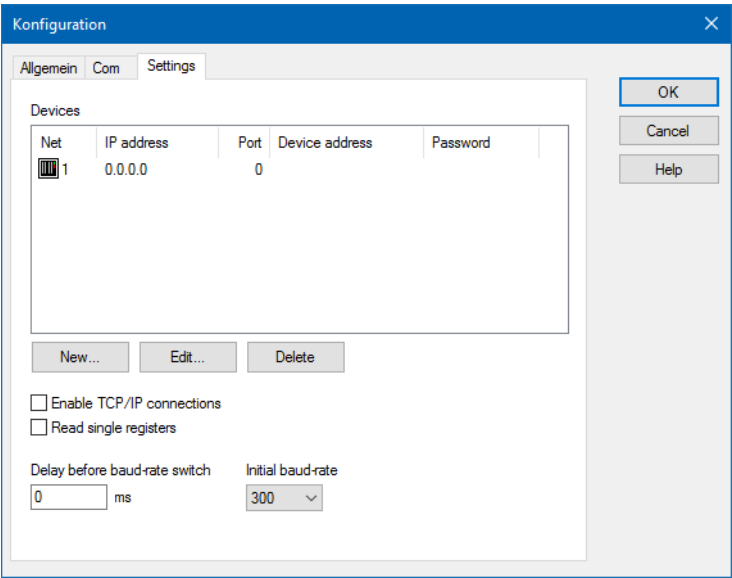 Konfiguration
Allgemein Com Settings
OK
Devices
Cancel
Net IP address Port Device address Password
1 0.0.0.0 0
Help
New... Edit... Delete
Enable TCP/IP connections
Read single registers
Delay before baud-rate switch Initial baud-rate
0 ms 300